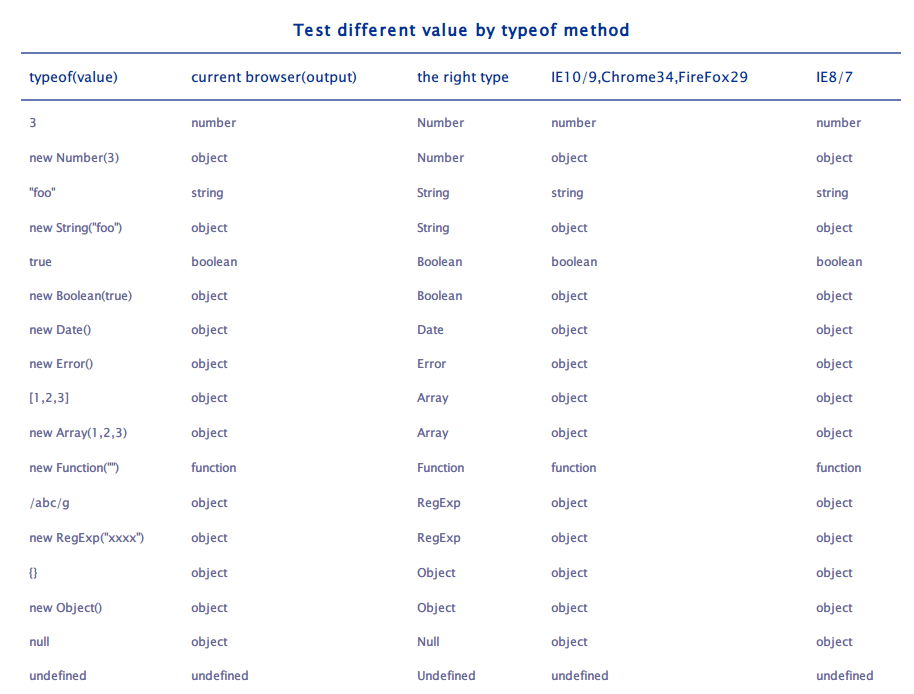 Test different value by typeof method
typeof(value) current browser(output) the right type IE10/9,Chrome34,FireFox29 IE8/7
3 number Number number number
new Number(3) object Number object object
"foo" string String string string
new String("foo") object String object object
true boolean Boolean boolean boolean
new Boolean(true) object Boolean object object
new Date() object Date object object
new Error() object Error object object
[1,2,3] object Array object object
new Array(1,2,3) object Array object object
new Function("") function Function function function
/abc/g object RegExp object object
new RegExp("xxxx") object RegExp object object
{} object Object object object
new Object() object Object object object
null object Null object object
undefined undefined Undefined undefined undefined